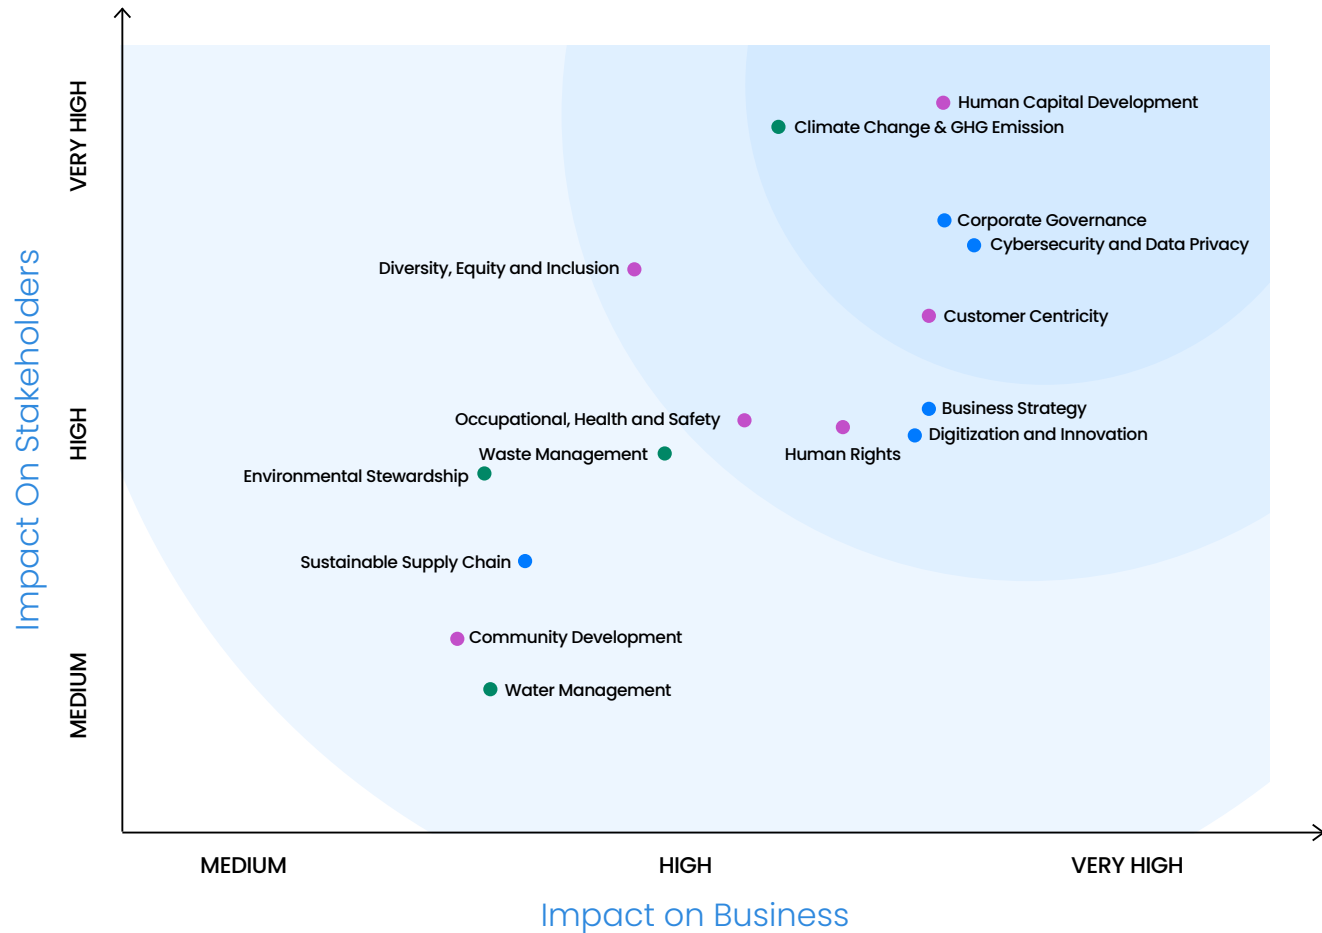 VERY HIGH
HIGH
MEDIUM
Impact On Stakeholders
Human Capital Development
Climate Change & GHG Emission
Corporate Governance
Cybersecurity and Data Privacy
Diversity, Equity and Inclusion
Customer Centricity
Business Strategy
Occupational, Health and Safety
Digitization and Innovation
Waste Management
Human Rights
Environmental Stewardship
Sustainable Supply Chain
Community Development
Water Management
MEDIUM
HIGH
VERY HIGH
Impact on Business